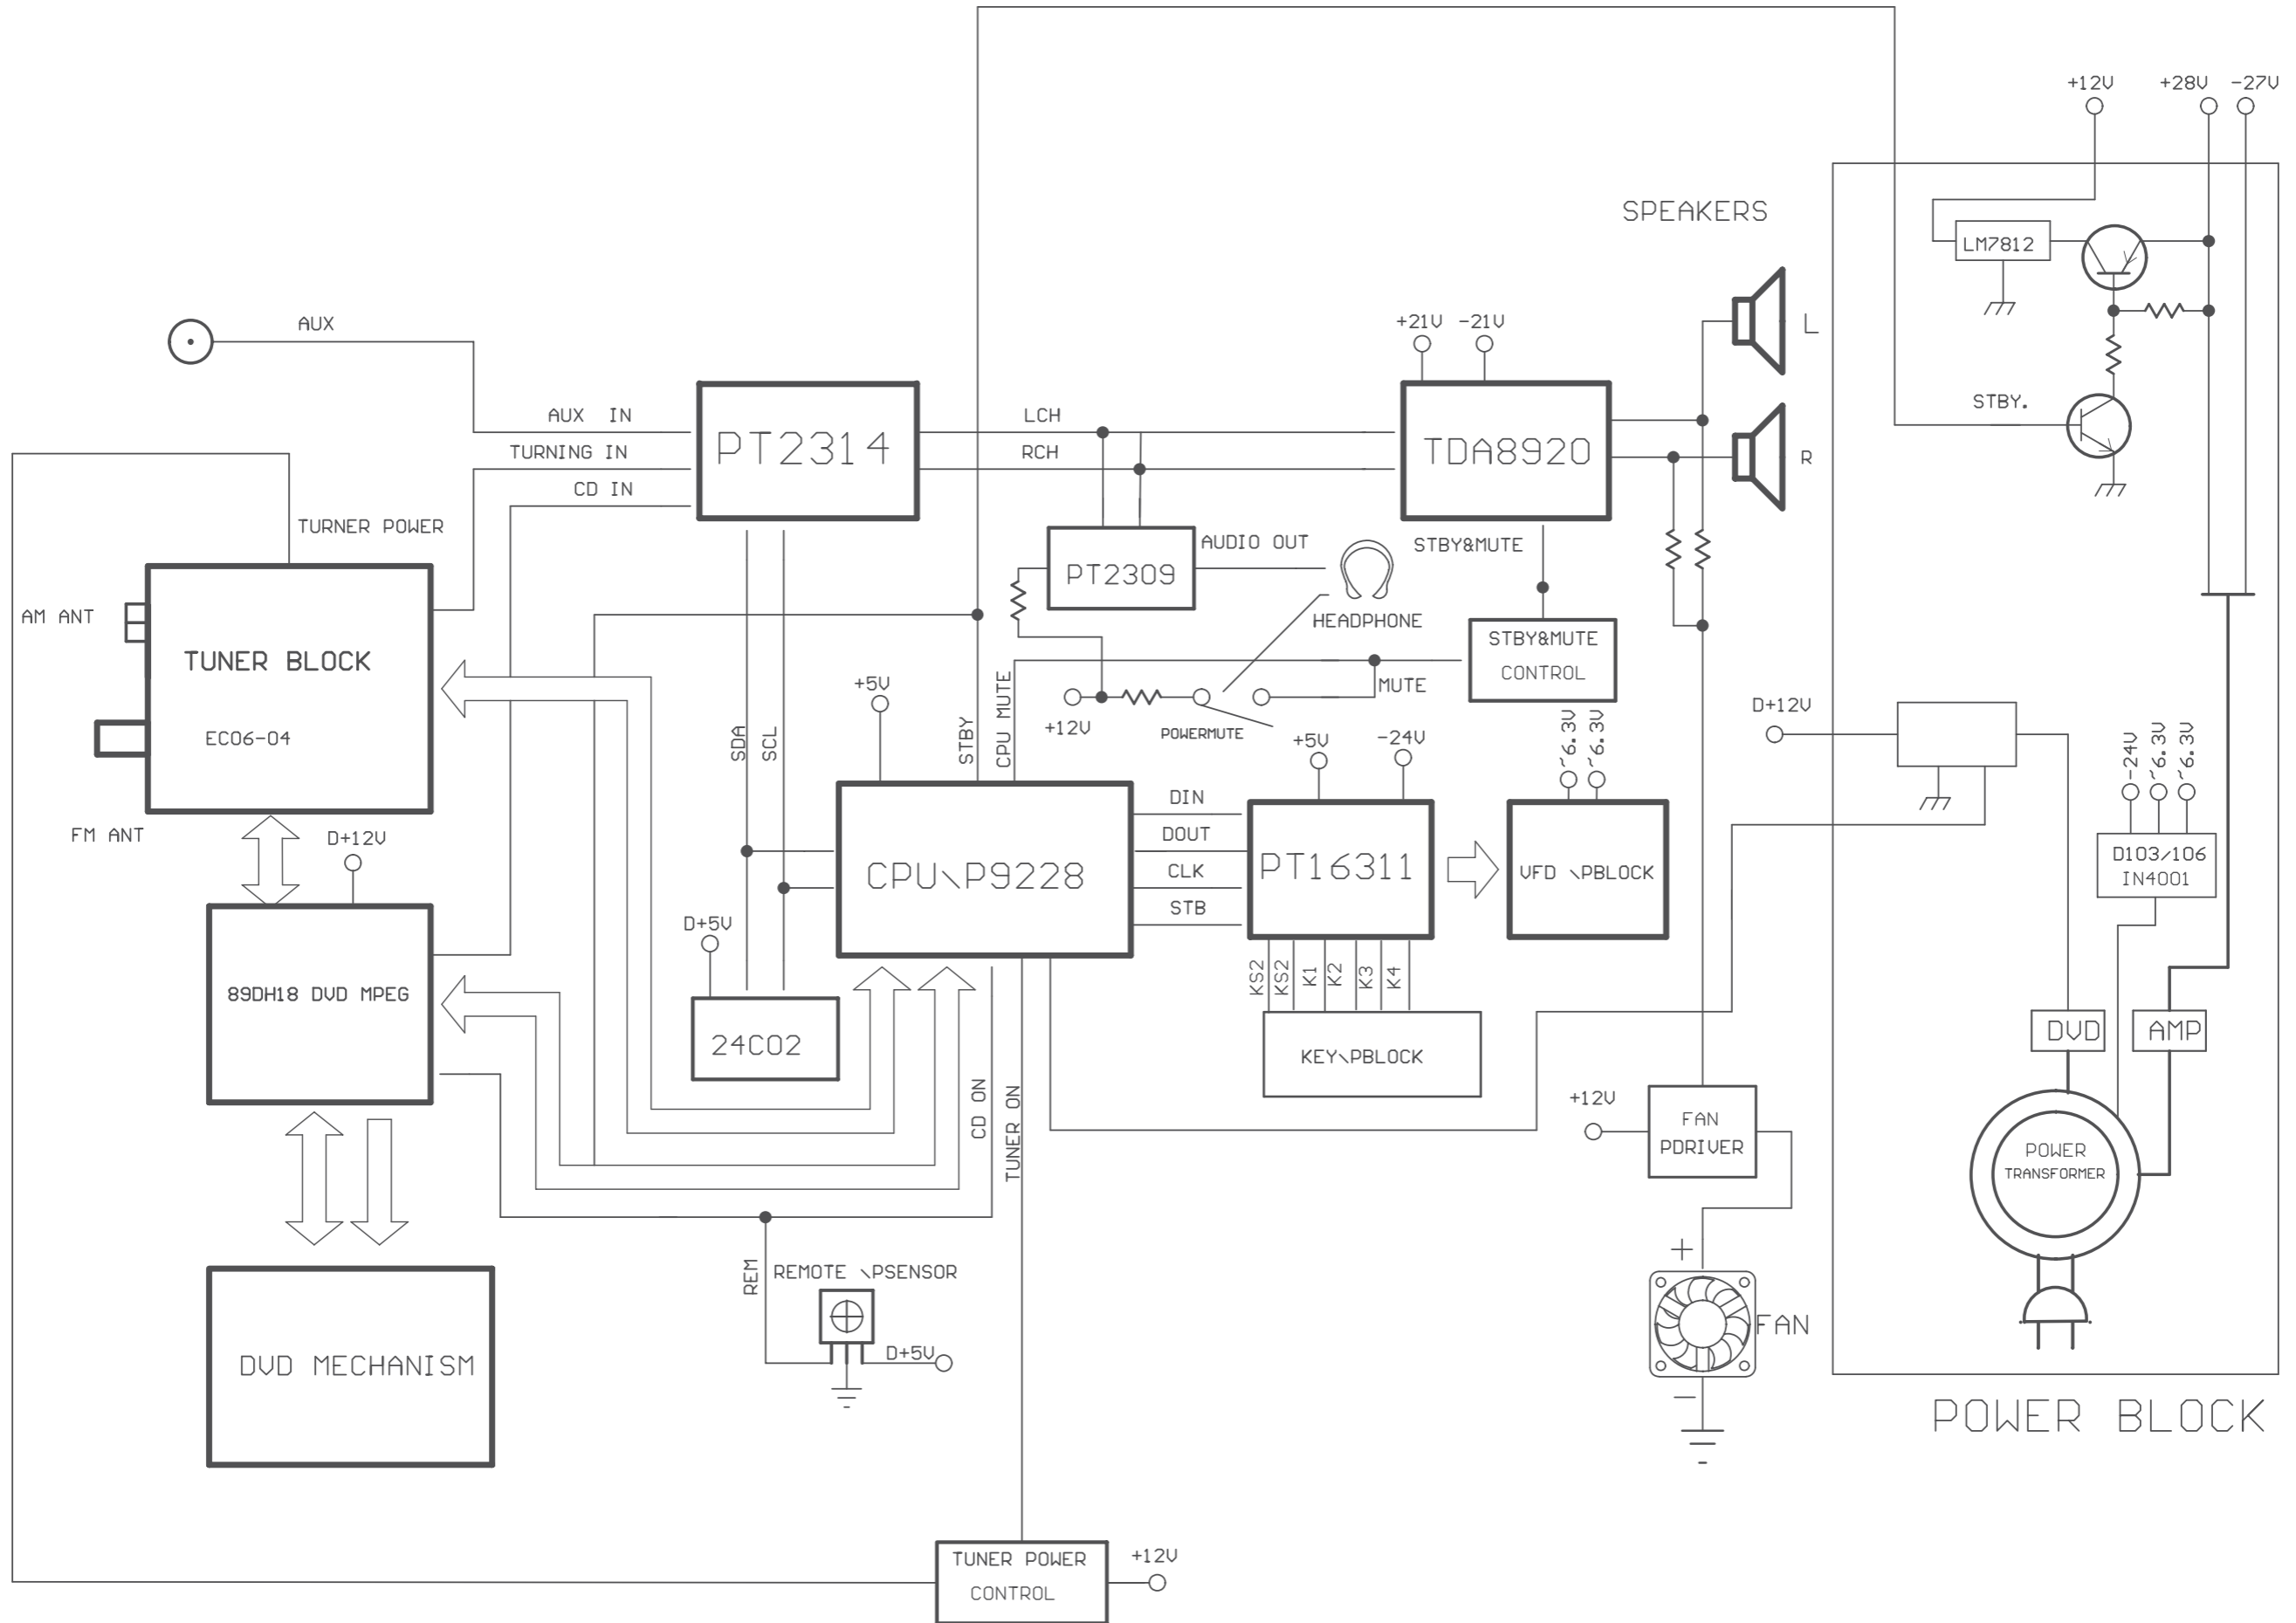 +12V
+28V
-27V
SPEAKERS
LM7812
AUX
+21V
-21V
L
AUX IN
LCH
STBY.
PT2314
TDA8920
TURNING IN
RCH
R
CD IN
TURNER POWER
AUDIO OUT
STBY&MUTE
PT2309
AM ANT
HEADPHONE
STBY&MUTE
CONTROL
TUNER BLOCK
EC06-04
+5V
SDA
SCL
STBY
CPU MUTE
MUTE
+12V
POWERMUTE
+5V
-24V
~6.3V
~6.3V
D+12V
-24V
~6.3V
~6.3V
FM ANT
D+12V
DIN
DOUT
CLK
STB
CPU\P9228
PT16311
VFD \PBLOCK
D103/106
IN4001
D+5V
KS2
KS2
K1
K2
K3
K4
89DH18 DVD MPEG
24C02
KEY\PBLOCK
DVD
AMP
CD ON
TUNER ON
+12V
FAN
PDRIVER
POWER
TRANSFORMER
REM
REMOTE \PSENSOR
+
D+5V
FAN
-
DVD MECHANISM
POWER BLOCK
TUNER POWER
CONTROL
+12V